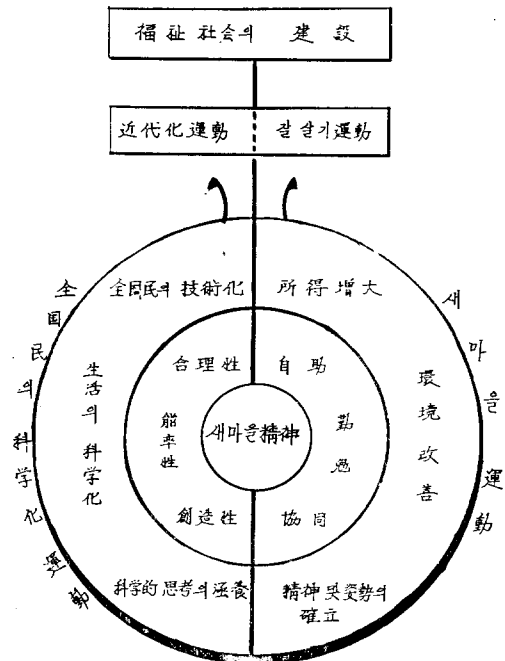 福祉社会의 建設
近代化運動
잘살기運動
全国民의 科学化 運動
새마을 運動
全国民의 技術化
所得增大
生活의 科学化
環境改善
合理性
自助
能率性
勤勉
새마을精神
創造性
協同
科学的思考의 涵養
精神 및 姿勢의
確立